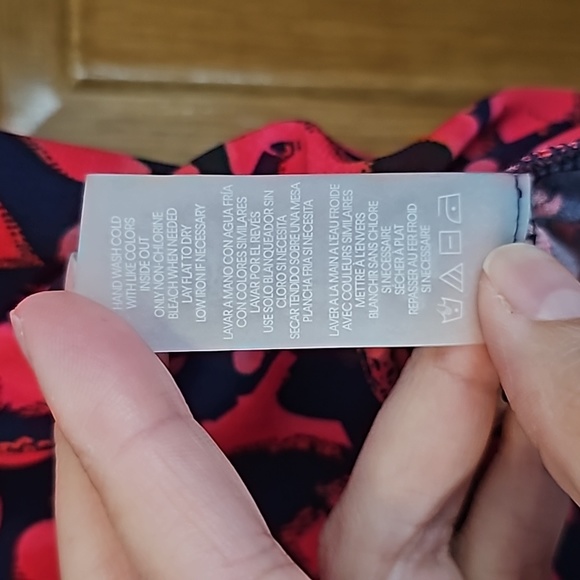 HAND WASH COLD
WITH LIKE COLORS
INSIDE OUT
ONLY NON-CHLORINE
BLEACH WHEN NEEDED
LAY FLAT TO DRY
LOW IRON IF NECESSARY
LAVAR A MANO CON AGUA FRÍA
CON COLORES SIMILARES
LAVAR POR EL REVÉS
USE SOLO BLANQUEADOR SIN
CLORO SI NECESITA
SECAR TENDIDO SOBRE UNA MESA
PLANCHA FRÍA SI NECESITA
LAVER A LA MAIN A L'EAU FROIDE
AVEC COULEURS SIMILAIRES
METTRE À L'ENVERS
BLANCHIR SANS CHLORE
SI NECESSAIRE
SÉCHER À PLAT
REPASSER AU FER FROID
SI NECESSAIRE